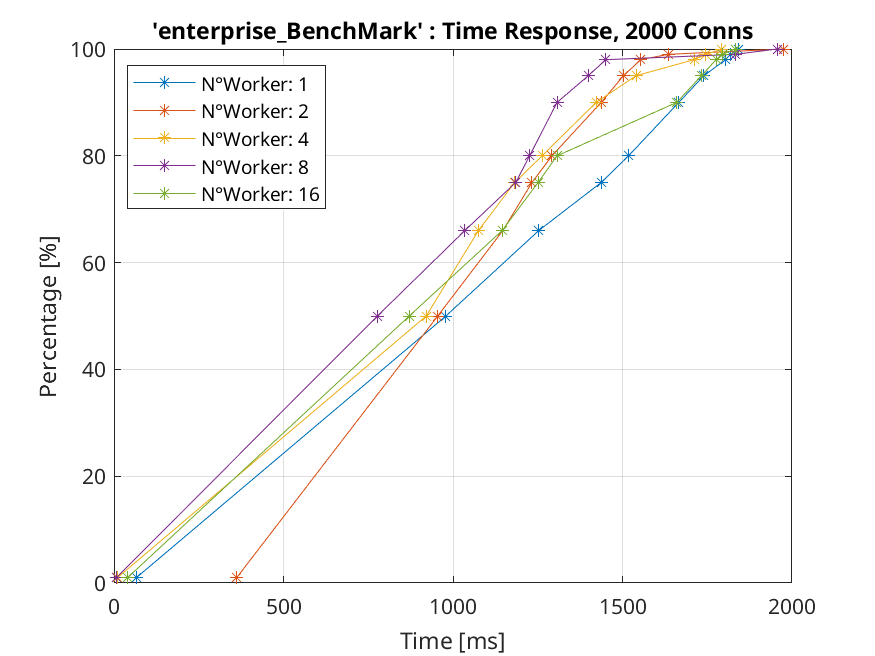 'enterprise_BenchMark' : Time Response, 2000 Conns
100
80
60
40
20
0
Percentage [%]
N°Worker: 1
N°Worker: 2
N°Worker: 4
N°Worker: 8
N°Worker: 16
0 500 1000 1500 2000
Time [ms]